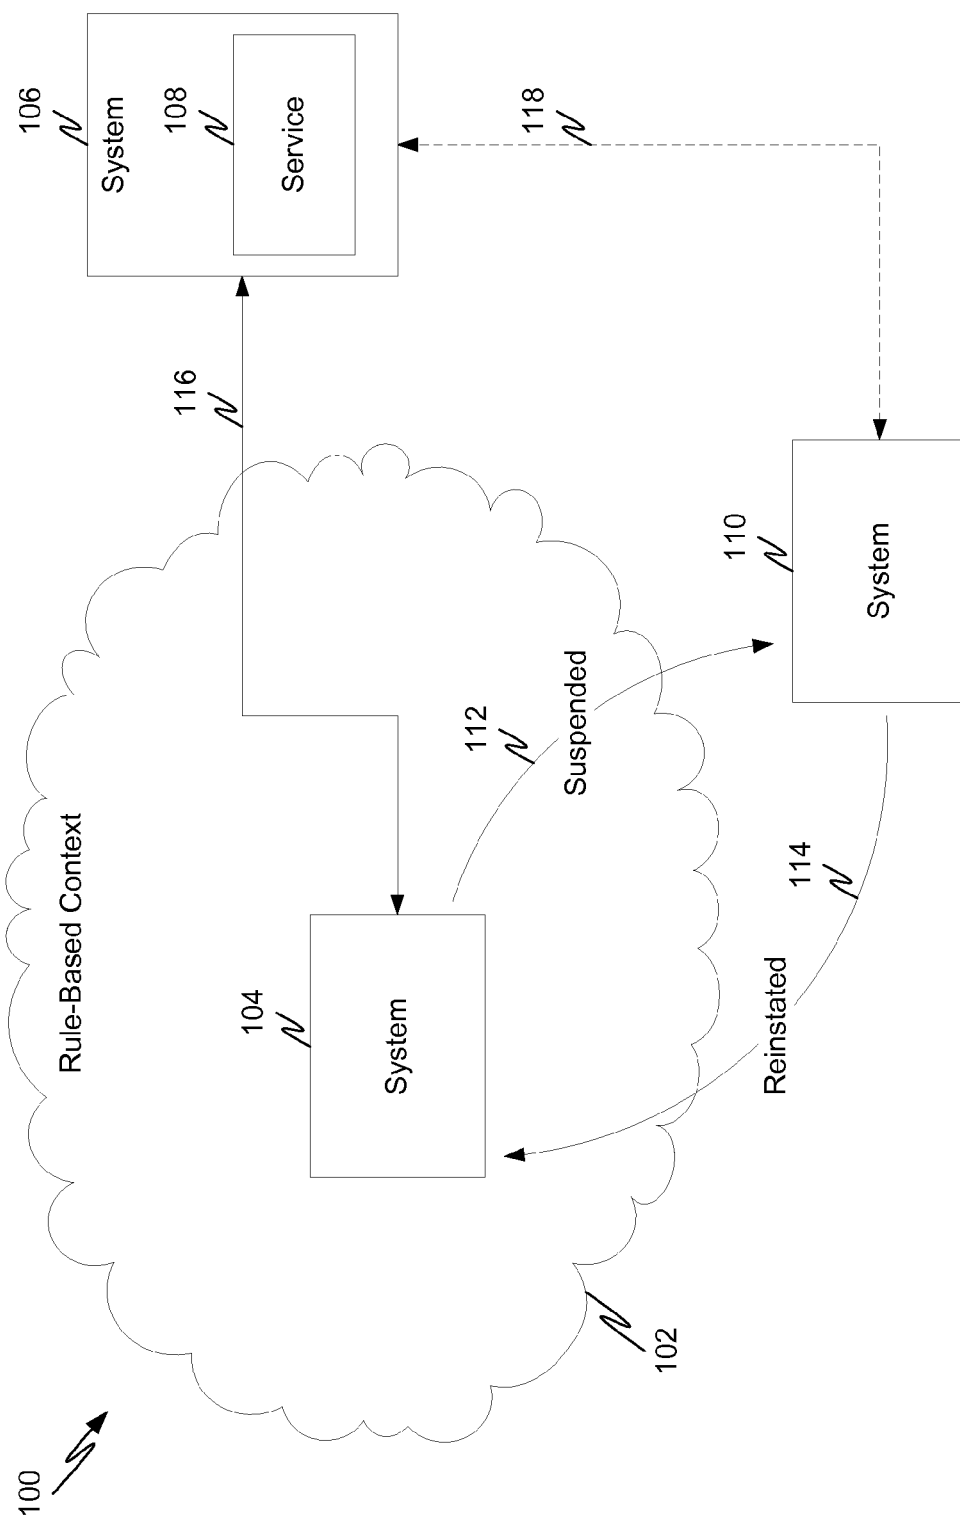 100
102
Rule-Based Context
104
System
106
System
108
Service
116
118
112
Suspended
110
System
114
Reinstated